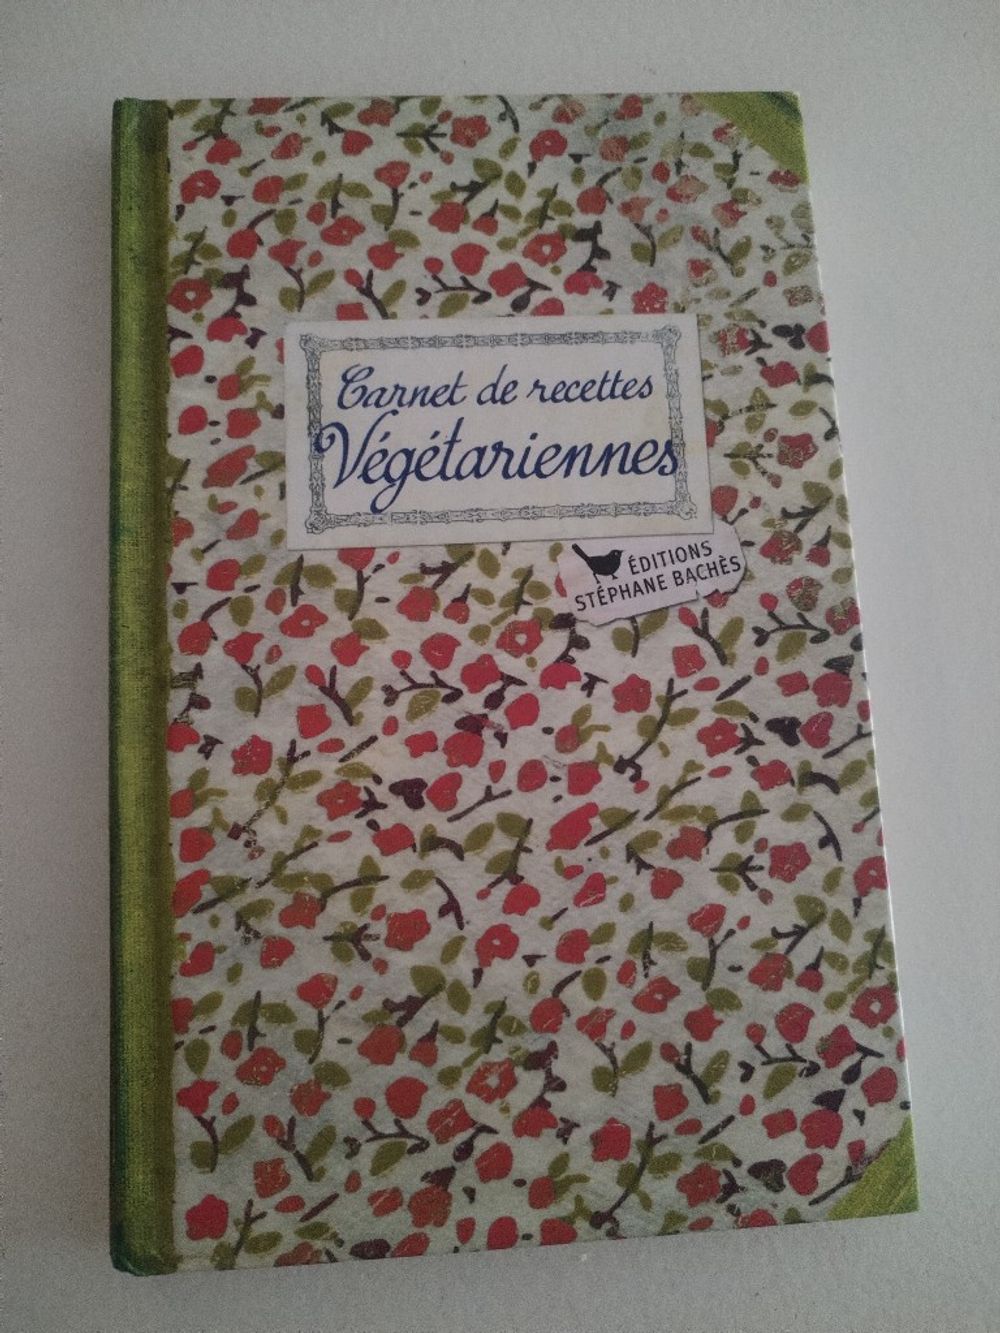 Carnet de recettes
Végétariennes
ÉDITIONS
STÉPHANE BACHÈS